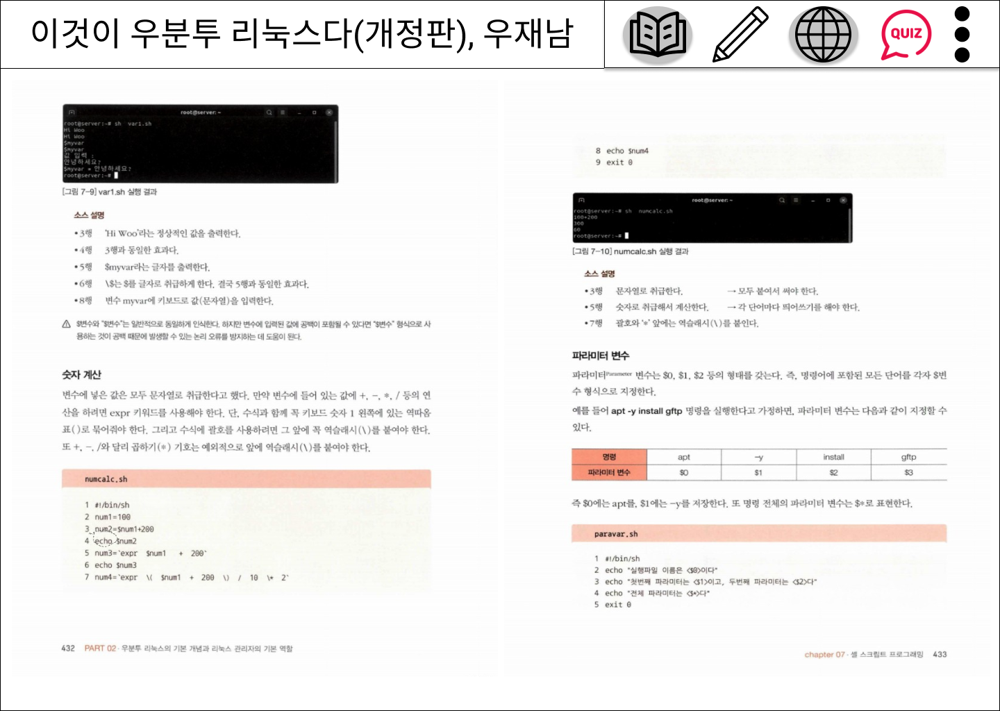 이것이 우분투 리눅스다(개정판), 우재남
QUIZ
root@server: ~
root@server:~# sh var1.sh
Hi Woo
Hi Woo
$myvar
$myvar
값 입력 :
안녕하세요?
$myvar = 안녕하세요?
root@server:~#
[그림 7-9] var1.sh 실행 결과
소스 설명
• 3행 'Hi Woo'라는 정상적인 값을 출력한다.
• 4행 3행과 동일한 효과다.
• 5행 $myvar라는 글자를 출력한다.
• 6행 \$는 $를 글자로 취급하게 한다. 결국 5행과 동일한 효과다.
• 8행 변수 myvar에 키보드로 값(문자열)을 입력한다.
$변수와 "$변수"는 일반적으로 동일하게 인식한다. 하지만 변수에 입력된 값에 공백이 포함될 수 있다면 "$변수" 형식으로 사
용하는 것이 공백 때문에 발생할 수 있는 논리 오류를 방지하는 데 도움이 된다.
숫자 계산
변수에 넣은 값은 모두 문자열로 취급한다고 했다. 만약 변수에 들어 있는 값에 +, -, *, / 등의 연
산을 하려면 expr 키워드를 사용해야 한다. 단, 수식과 함께 꼭 키보드 숫자 1 왼쪽에 있는 역따옴
표( )로 묶어줘야 한다. 그리고 수식에 괄호를 사용하려면 그 앞에 꼭 역슬래시(\)를 붙여야 한다.
또 +, -, /와 달리 곱하기(*) 기호는 예외적으로 앞에 역슬래시(\)를 붙여야 한다.
numcalc.sh
1 #!/bin/sh
2 num1=100
3 num2=$num1+200
4 echo $num2
5 num3=`expr $num1 + 200`
6 echo $num3
7 num4=`expr \( $num1 + 200 \) / 10 \* 2`
432 PART 02 · 우분투 리눅스의 기본 개념과 리눅스 관리자의 기본 역할
8 echo $num4
9 exit 0
root@server: ~
root@server:~# sh numcalc.sh
100+200
300
60
root@server:~#
[그림 7-10] numcalc.sh 실행 결과
소스 설명
• 3행 문자열로 취급한다. → 모두 붙여서 써야 한다.
• 5행 숫자로 취급해서 계산한다. → 각 단어마다 띄어쓰기를 해야 한다.
• 7행 괄호와 '*' 앞에는 역슬래시(\)를 붙인다.
파라미터 변수
파라미터Parameter 변수는 $0, $1, $2 등의 형태를 갖는다. 즉, 명령어에 포함된 모든 단어를 각자 $변
수 형식으로 지정한다.
예를 들어 apt -y install gftp 명령을 실행한다고 가정하면, 파라미터 변수는 다음과 같이 지정할 수
있다.
명령 apt -y install gftp
파라미터 변수 $0 $1 $2 $3
즉 $0에는 apt를, $1에는 -y를 저장한다. 또 명령 전체의 파라미터 변수는 $*로 표현한다.
paravar.sh
1 #!/bin/sh
2 echo "실행파일 이름은 <$0>이다"
3 echo "첫번째 파라미터는 <$1>이고, 두번째 파라미터는 <$2>다"
4 echo "전체 파라미터는 <$*>다"
5 exit 0
chapter 07 · 셸 스크립트 프로그래밍 433